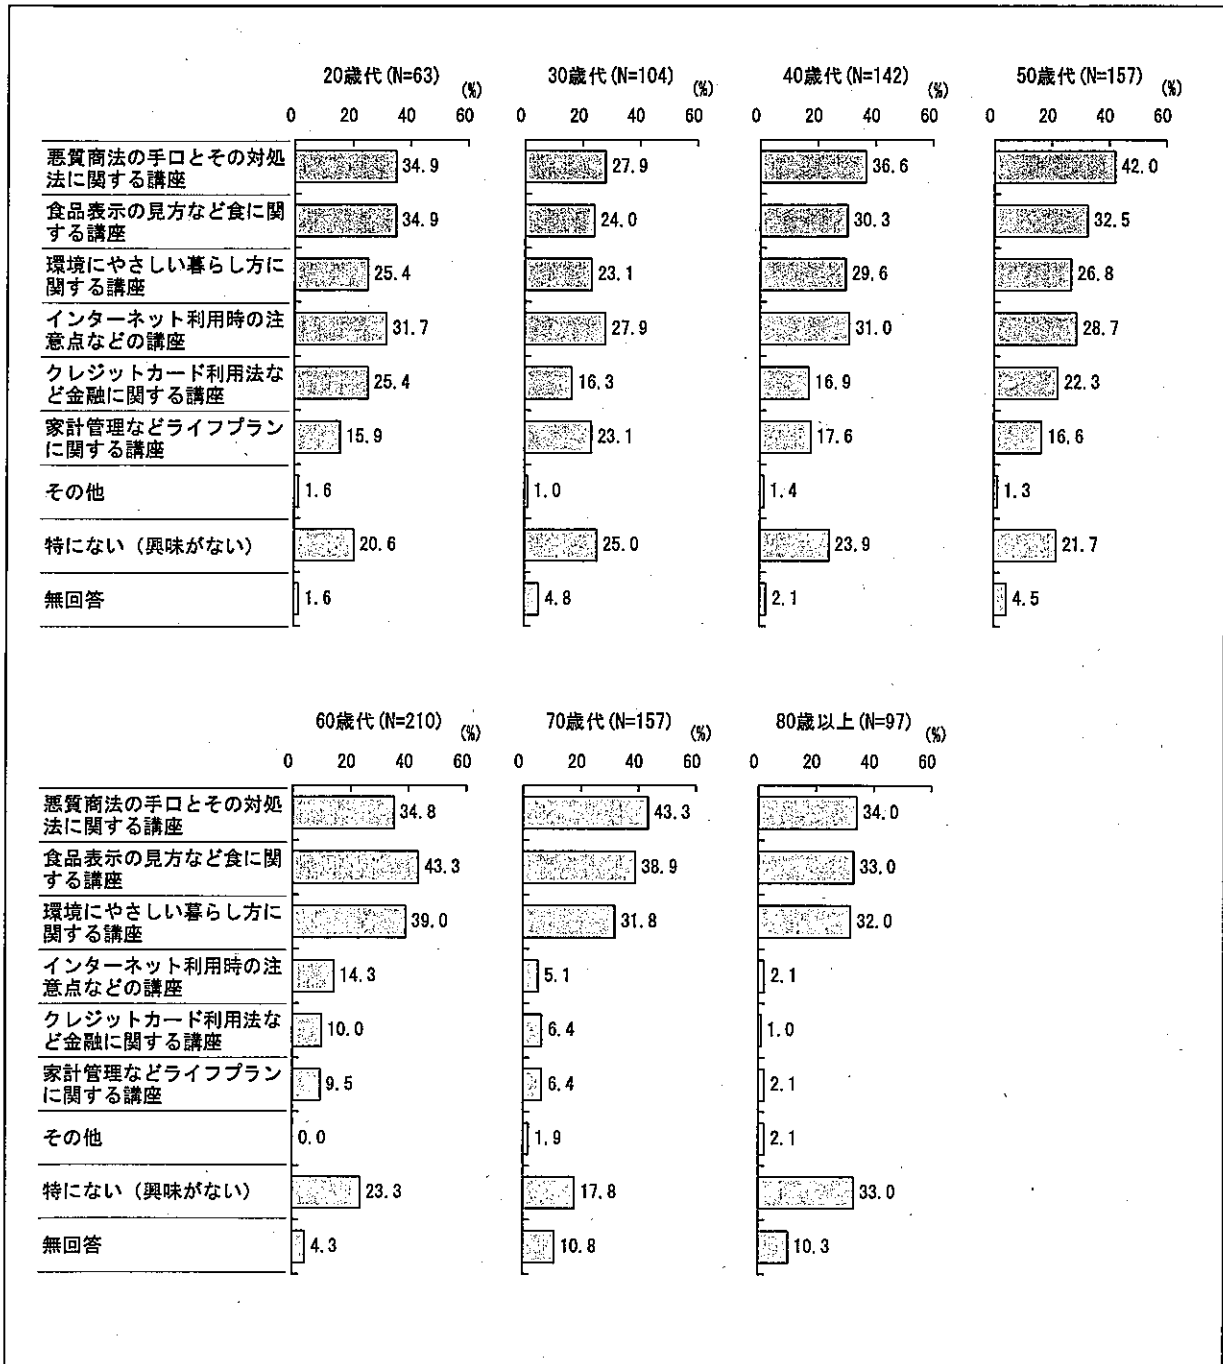 20歳代(N=63) 30歳代(N=104) 40歳代(N=142) 50歳代(N=157)
(%) (%) (%) (%)
0 20 40 60 0 20 40 60 0 20 40 60 0 20 40 60
悪質商法の手口とその対処
法に関する講座
34.9 27.9 36.6 42.0
食品表示の見方など食に関
する講座
34.9 24.0 30.3 32.5
環境にやさしい暮らし方に
関する講座
25.4 23.1 29.6 26.8
インターネット利用時の注
意点などの講座
31.7 27.9 31.0 28.7
クレジットカード利用法な
ど金融に関する講座
25.4 16.3 16.9 22.3
家計管理などライフプラン
に関する講座
15.9 23.1 17.6 16.6
その他 1.6 1.0 1.4 1.3
特にない(興味がない) 20.6 25.0 23.9 21.7
無回答 1.6 4.8 2.1 4.5
60歳代(N=210) 70歳代(N=157) 80歳以上(N=97)
(%) (%) (%)
0 20 40 60 0 20 40 60 0 20 40 60
悪質商法の手口とその対処
法に関する講座
34.8 43.3 34.0
食品表示の見方など食に関
する講座
43.3 38.9 33.0
環境にやさしい暮らし方に
関する講座
39.0 31.8 32.0
インターネット利用時の注
意点などの講座
14.3 5.1 2.1
クレジットカード利用法な
ど金融に関する講座
10.0 6.4 1.0
家計管理などライフプラン
に関する講座
9.5 6.4 2.1
その他 0.0 1.9 2.1
特にない(興味がない) 23.3 17.8 33.0
無回答 4.3 10.8 10.3